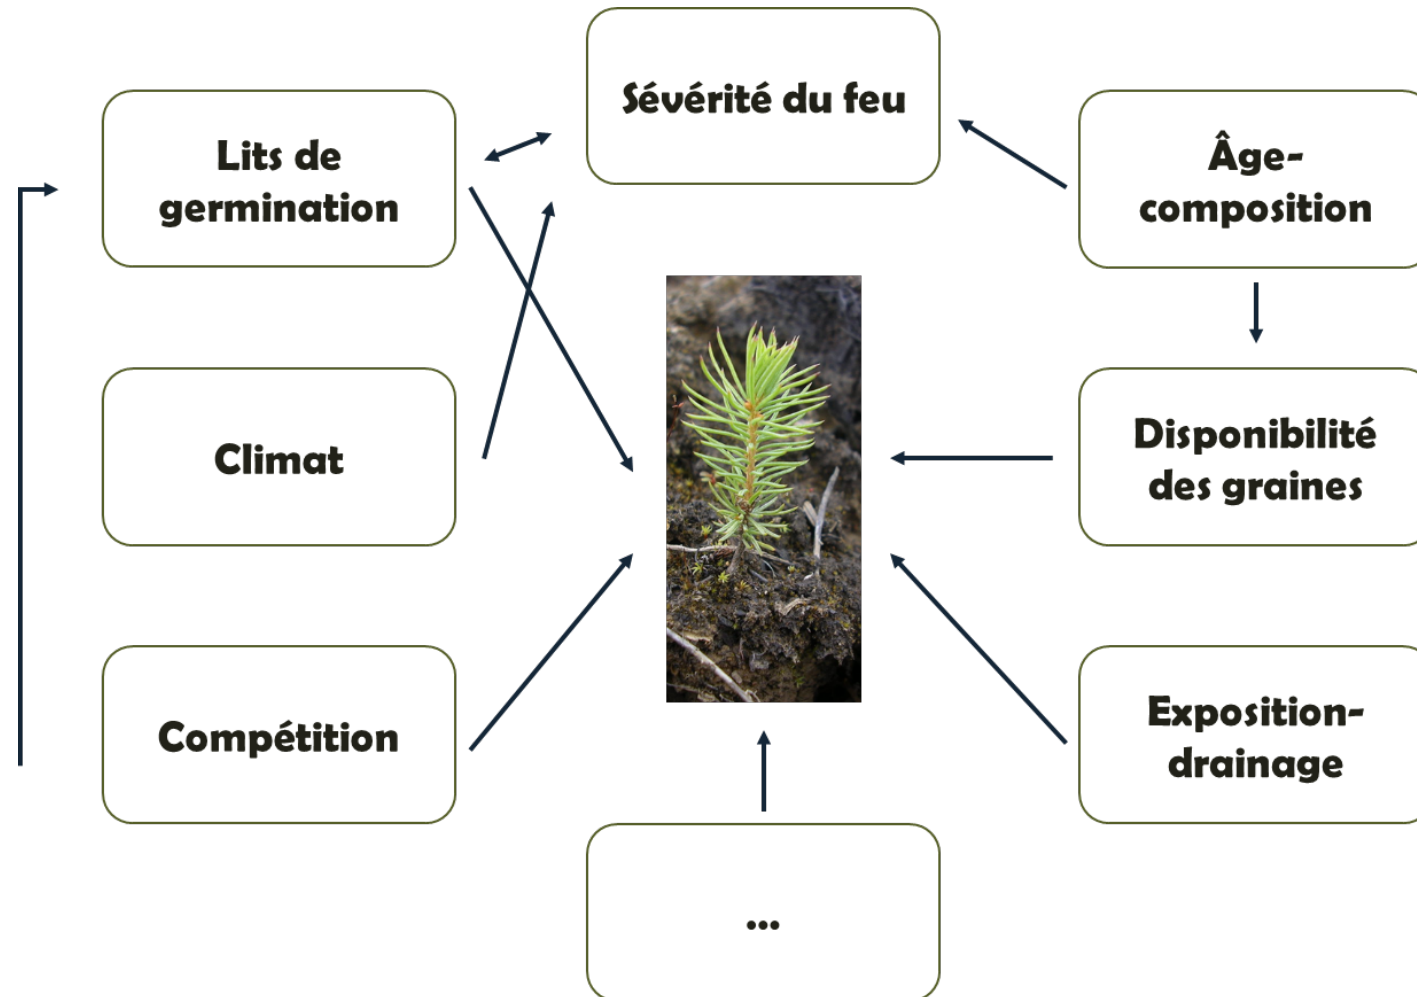 Sévérité du feu
Lits de
germination
Âge-
composition
Climat
Disponibilité
des graines
Compétition
Exposition-
drainage
...